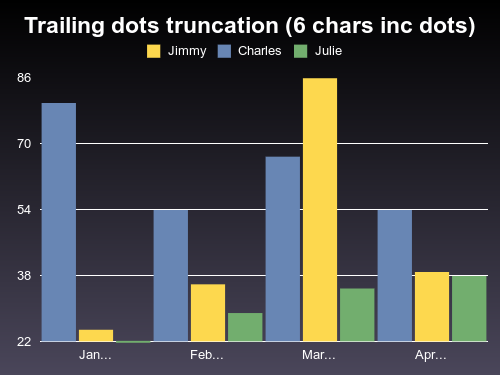 Trailing dots truncation (6 chars inc dots)
Jimmy Charles Julie
86
70
54
38
22
Jan... Feb... Mar... Apr...